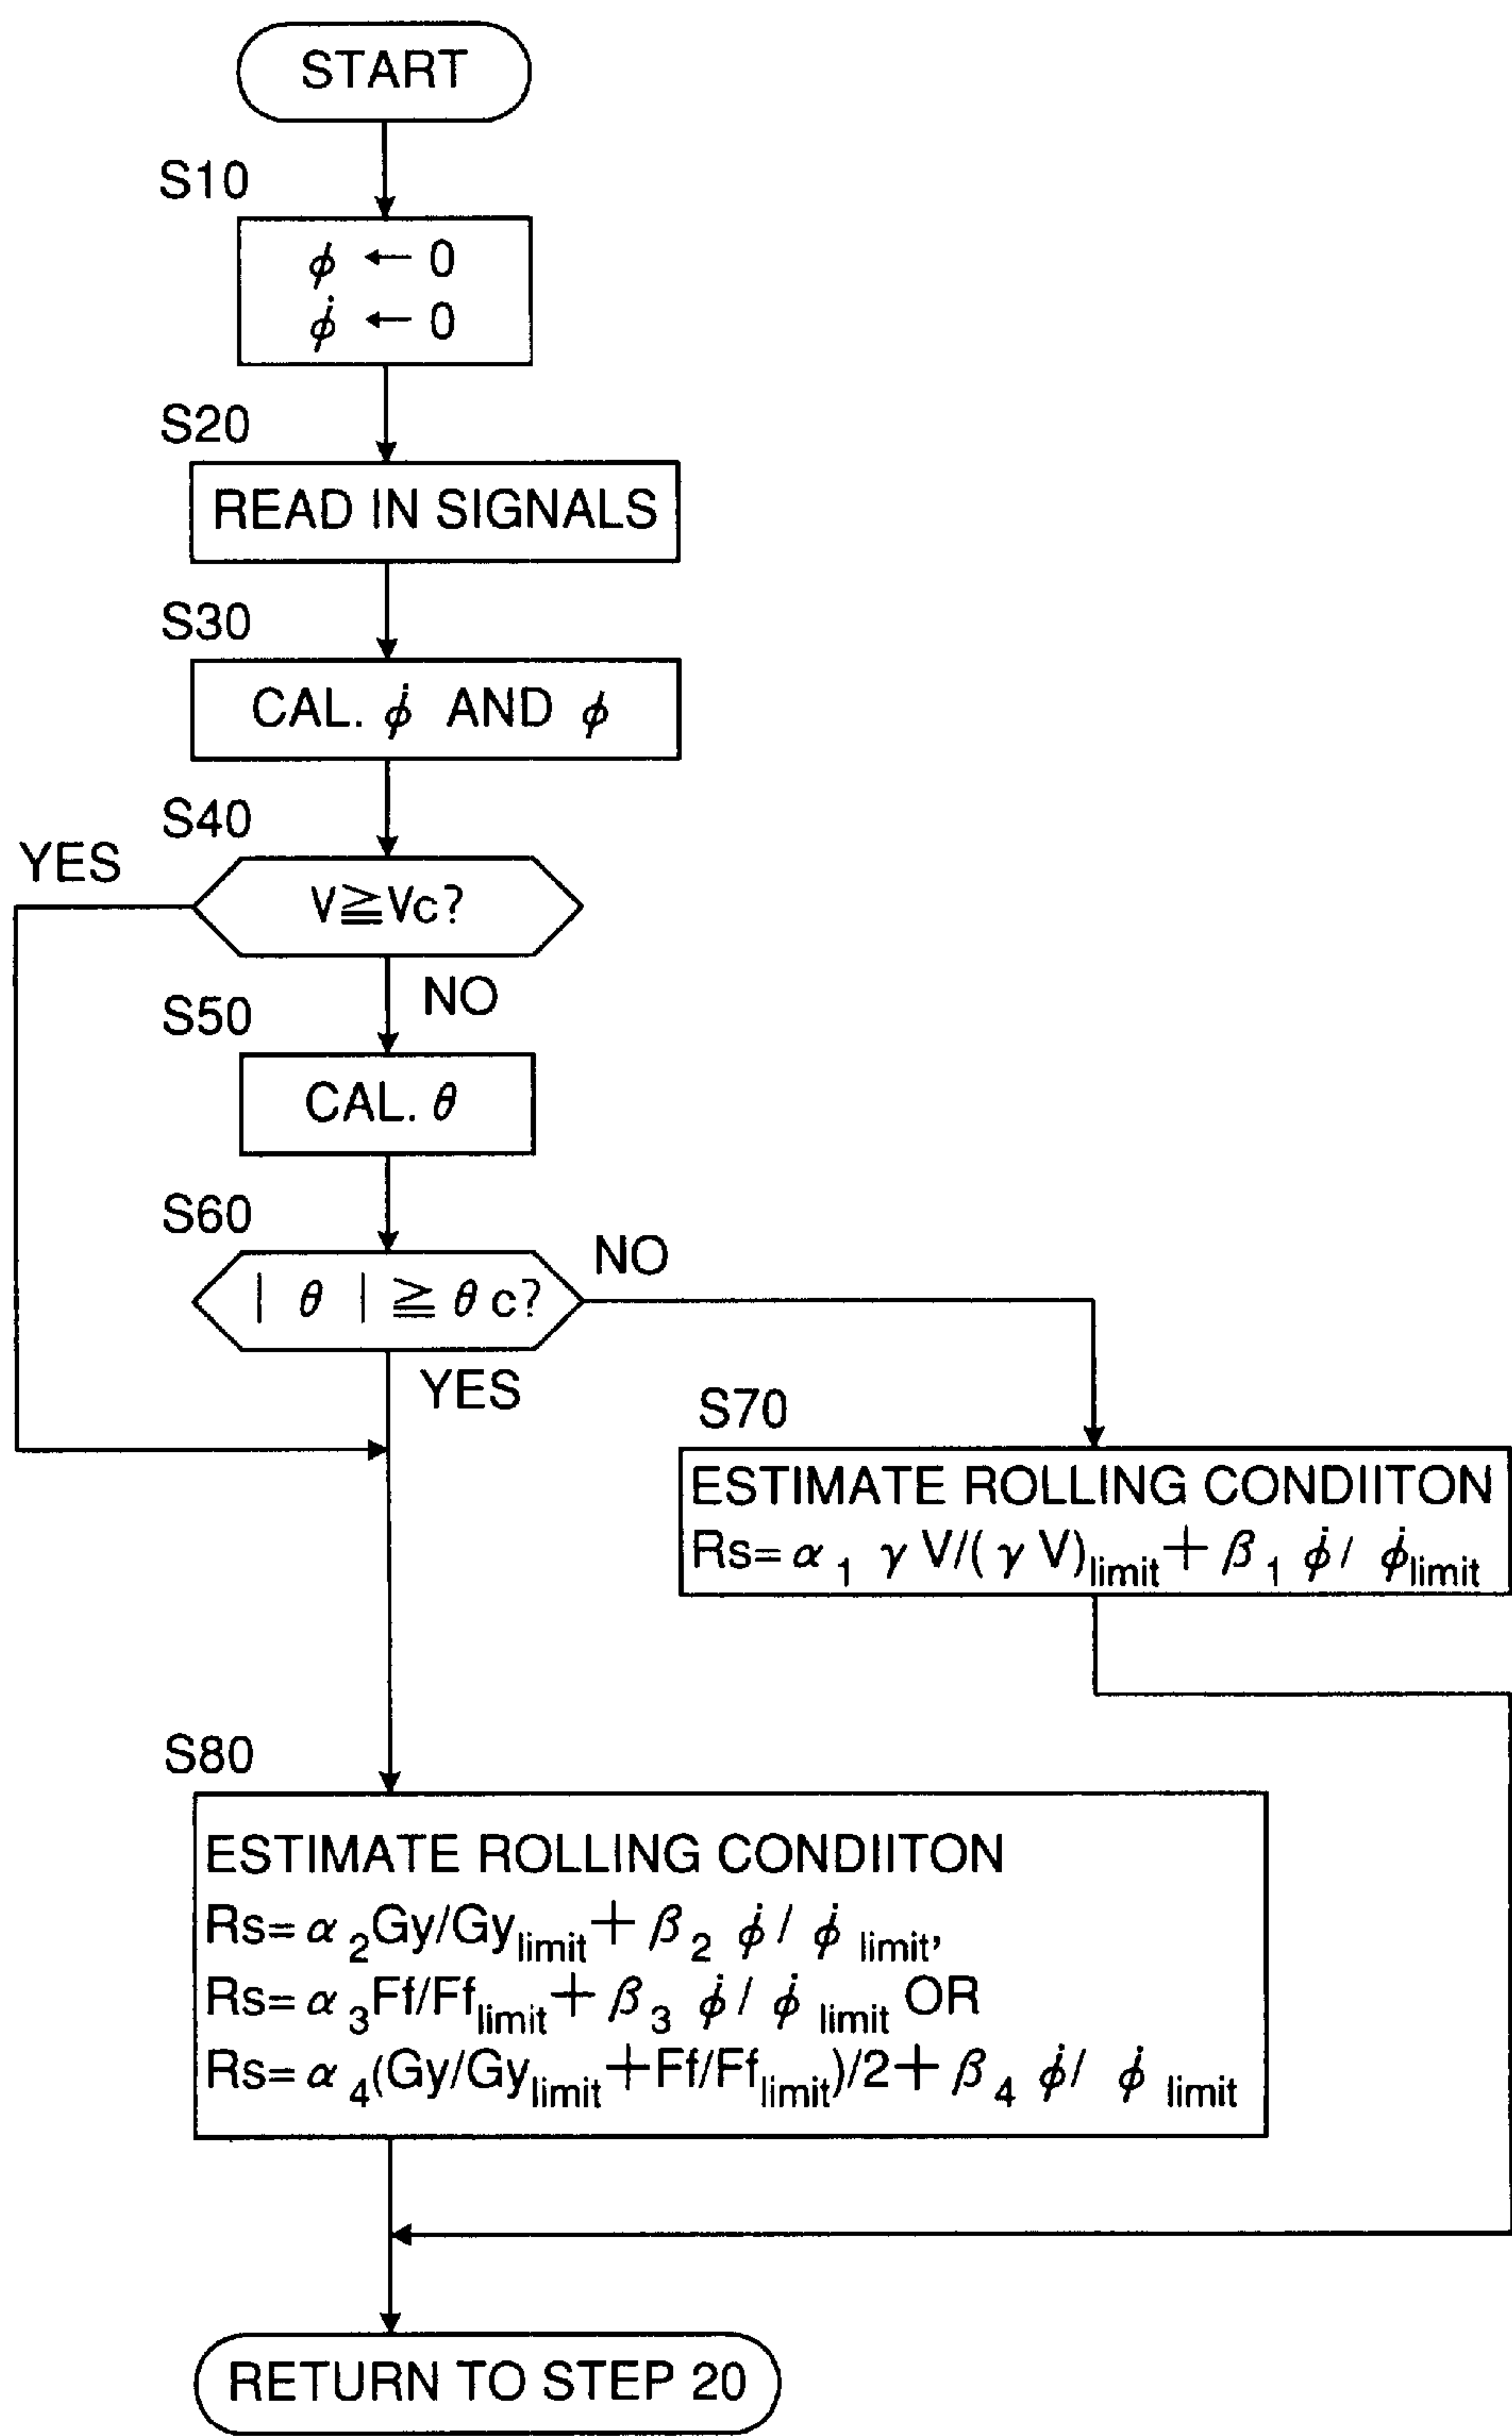 START
S10
ϕ ← 0
ϕ̇ ← 0
S20
READ IN SIGNALS
S30
CAL. ϕ̇ AND ϕ
S40
YES
V≧Vc?
NO
S50
CAL. θ
S60
NO
| θ | ≧ θc?
YES
S70
ESTIMATE ROLLING CONDIITON
Rs=α₁ γ V/(γ V)limit+β₁ ϕ̇/ ϕ̇limit
S80
ESTIMATE ROLLING CONDIITON
Rs=α₂Gy/Gylimit+β₂ ϕ̇/ ϕ̇ limit,
Rs=α₃Ff/Fflimit+β₃ ϕ̇/ ϕ̇ limit OR
Rs=α₄(Gy/Gylimit+Ff/Fflimit)/2+β₄ ϕ̇/ ϕ̇ limit
RETURN TO STEP 20